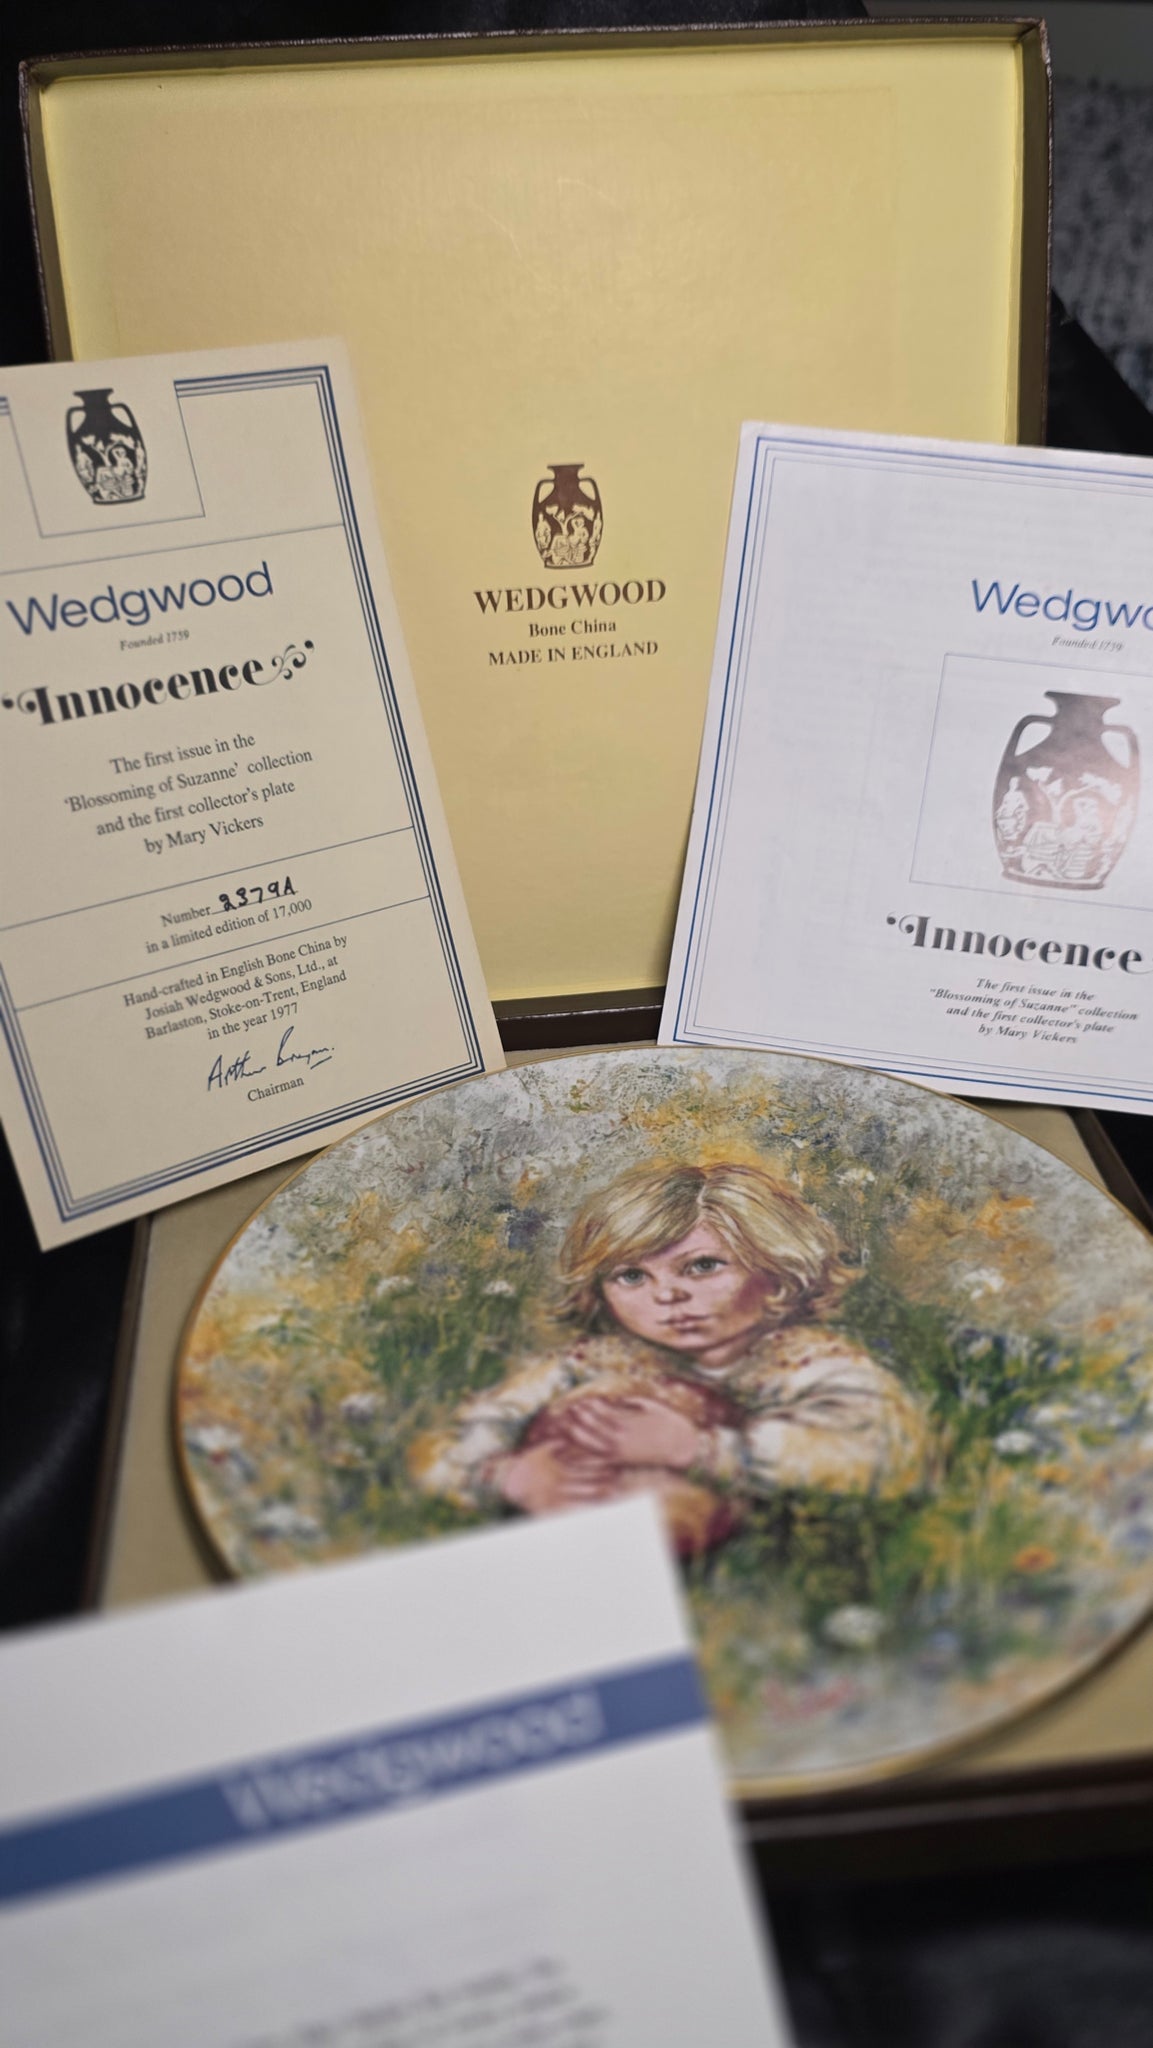 Wedgwood
Founded 1759
'Innocence'
The first issue in the
'Blossoming of Suzanne' collection
and the first collector's plate
by Mary Vickers
Number 2379A
in a limited edition of 17,000
Hand-crafted in English Bone China by
Josiah Wedgwood & Sons, Ltd., at
Barlaston, Stoke-on-Trent, England
in the year 1977
Arthur Bryan.
Chairman
WEDGWOOD
Bone China
MADE IN ENGLAND
Wedgwo
Founded 1759
'Innocence
The first issue in the
"Blossoming of Suzanne" collection
and the first collector's plate
by Mary Vickers
Wedgwood